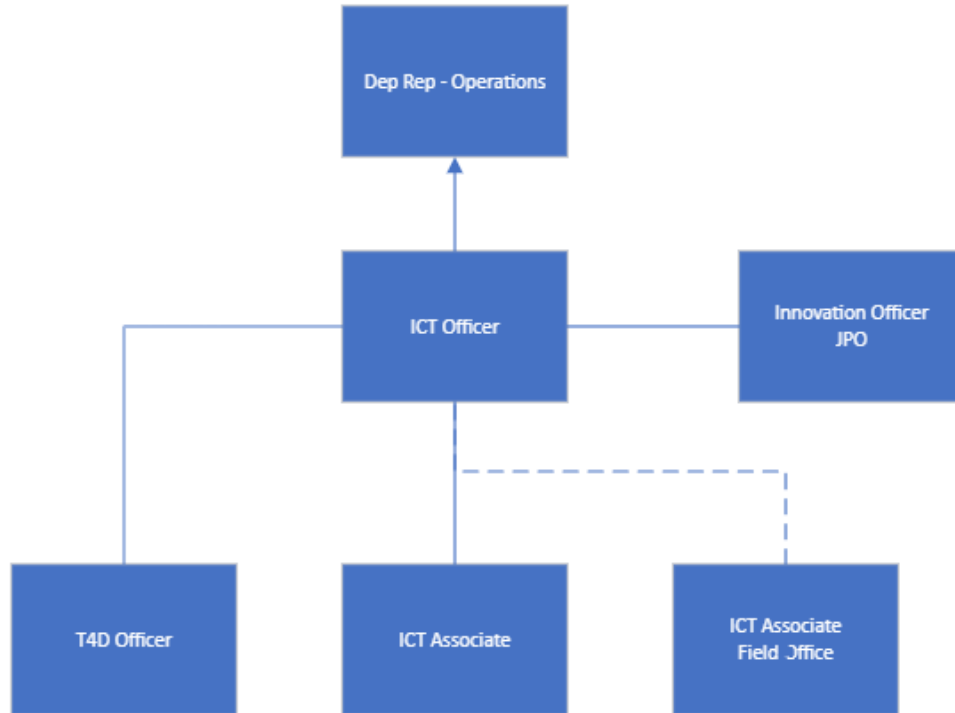 Dep Rep - Operations
ICT Officer
Innovation Officer
JPO
T4D Officer
ICT Associate
ICT Associate
Field Office